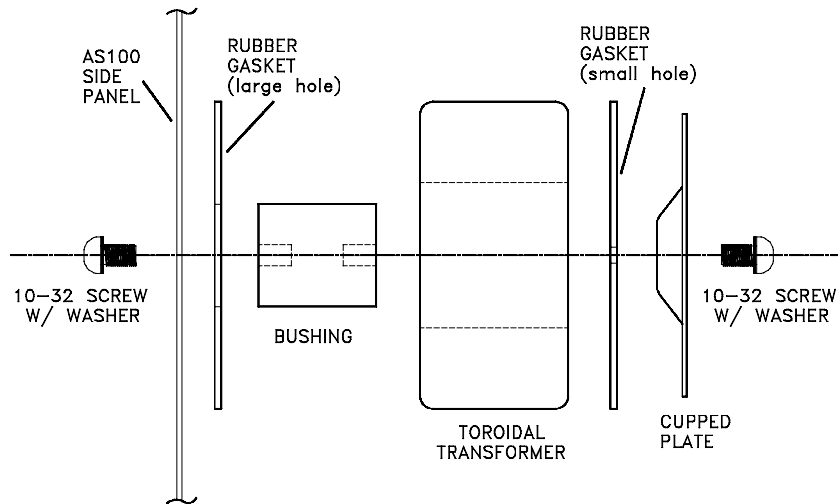 AS100
SIDE
PANEL
RUBBER
GASKET
(large hole)
RUBBER
GASKET
(small hole)
10-32 SCREW
W/ WASHER
BUSHING
TOROIDAL
TRANSFORMER
CUPPED
PLATE
10-32 SCREW
W/ WASHER